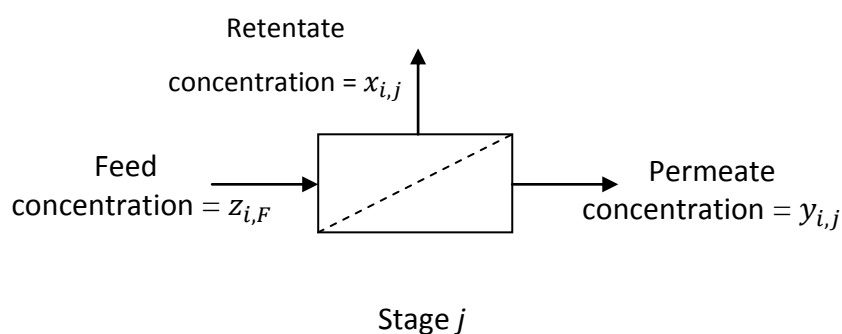 Retentate
concentration = x_{i,j}
Feed
concentration = z_{i,F}
Permeate
concentration = y_{i,j}
Stage j